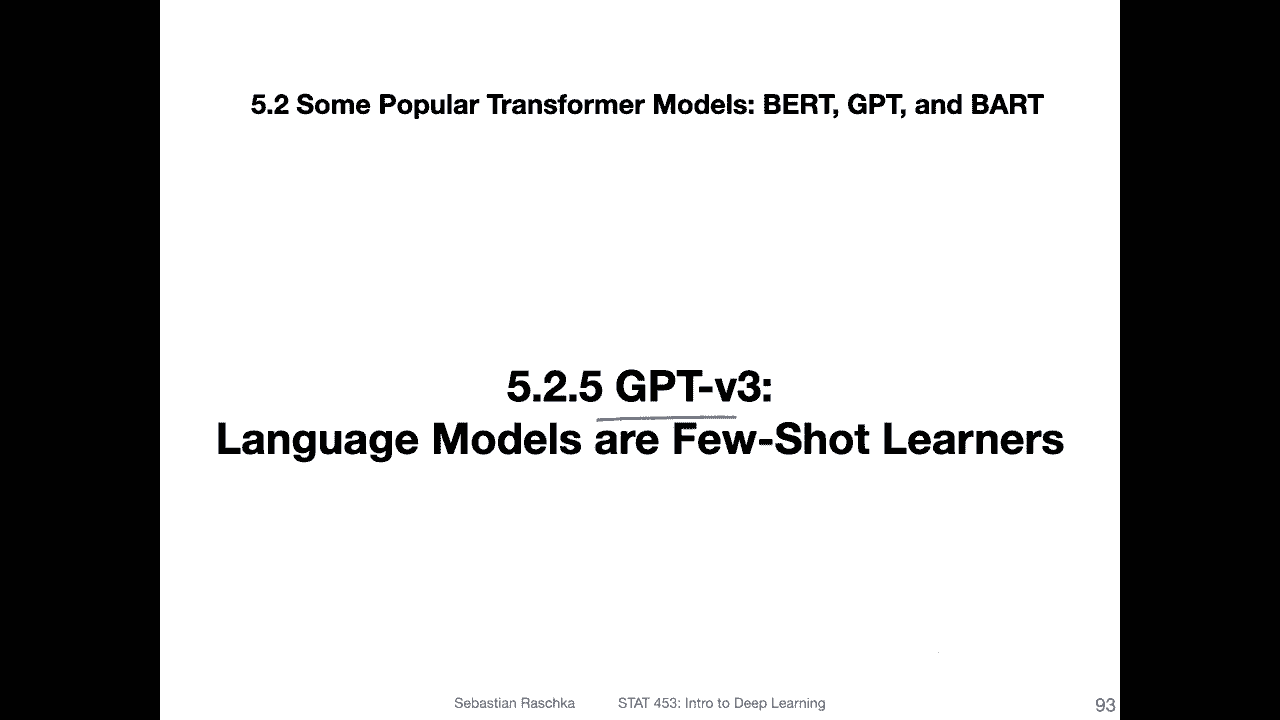 5.2 Some Popular Transformer Models: BERT, GPT, and BART
5.2.5 GPT-v3:
Language Models are Few-Shot Learners
Sebastian Raschka STAT 453: Intro to Deep Learning 93